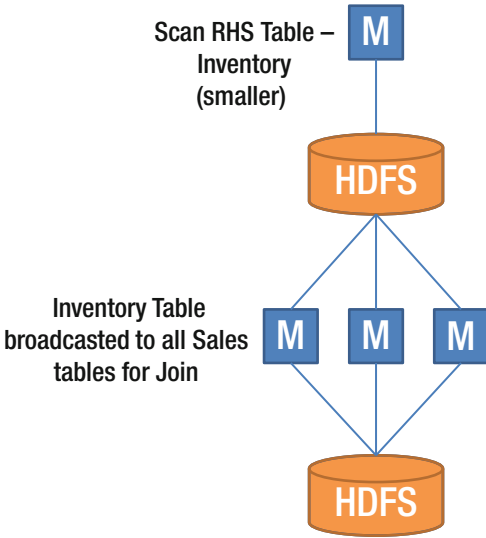 Scan RHS Table –
Inventory
(smaller)
M
HDFS
Inventory Table
broadcasted to all Sales
tables for Join
M M M
HDFS